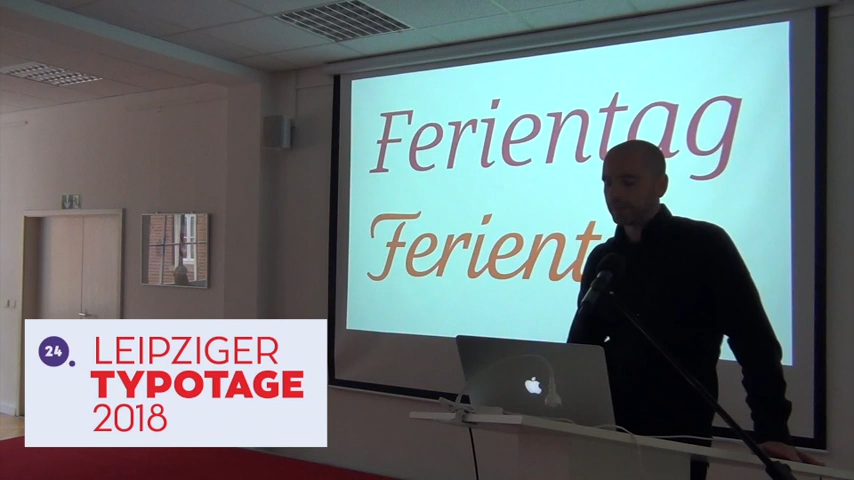 Ferientag
Ferient
24.
LEIPZIGER
TYPOTAGE
2018